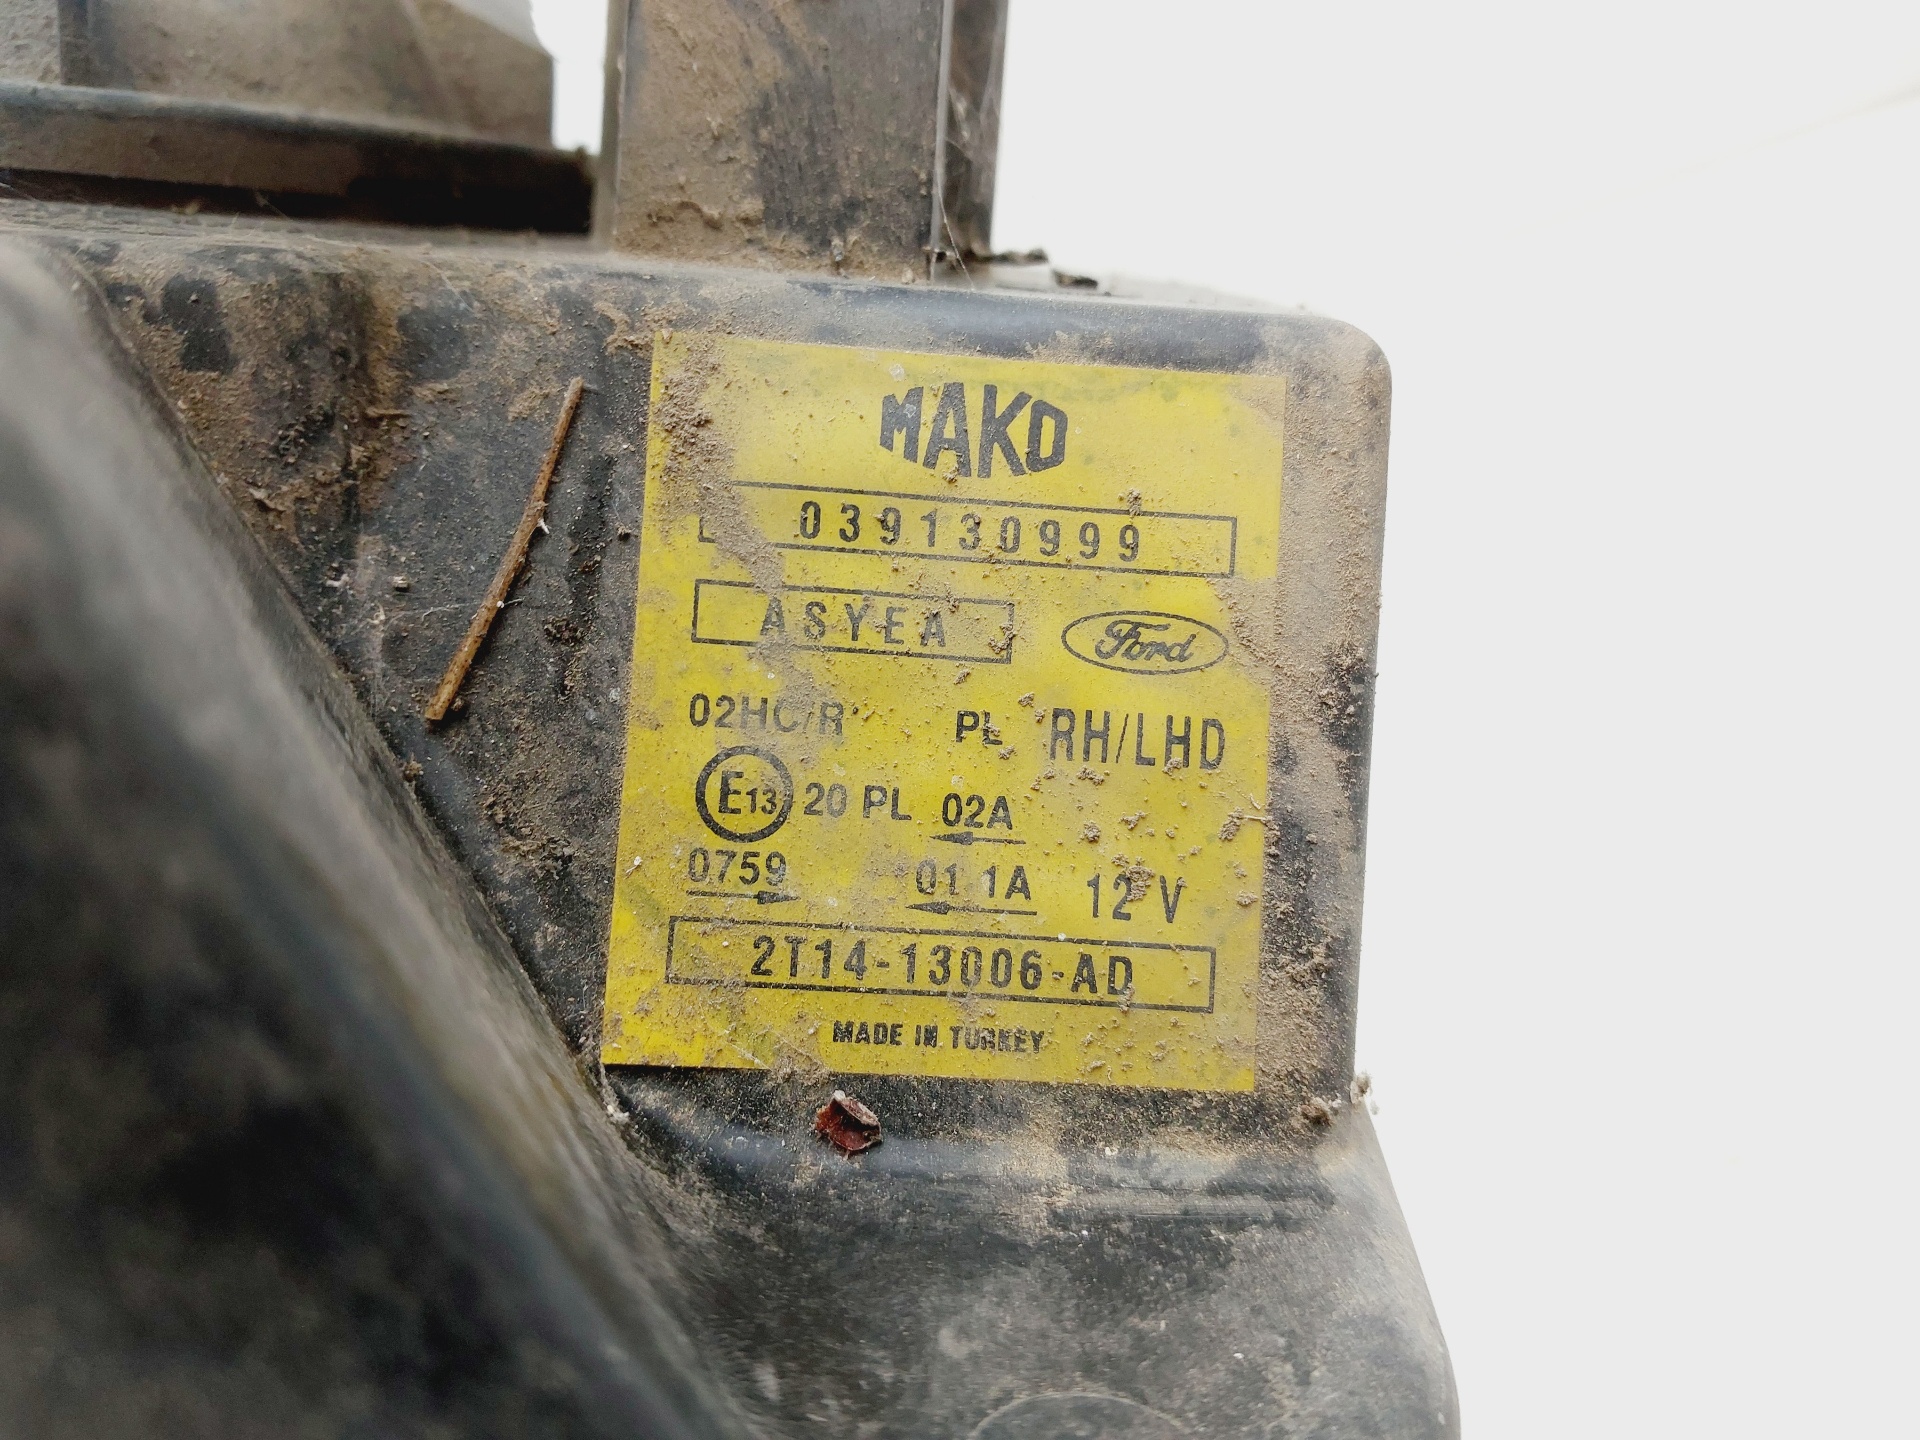 MAKO
039130999
ASYEA
Ford
02HC/R PL RH/LHD
E13 20 PL 02A
0759 01 1A 12 V
2T14-13006-AD
MADE IN TURKEY